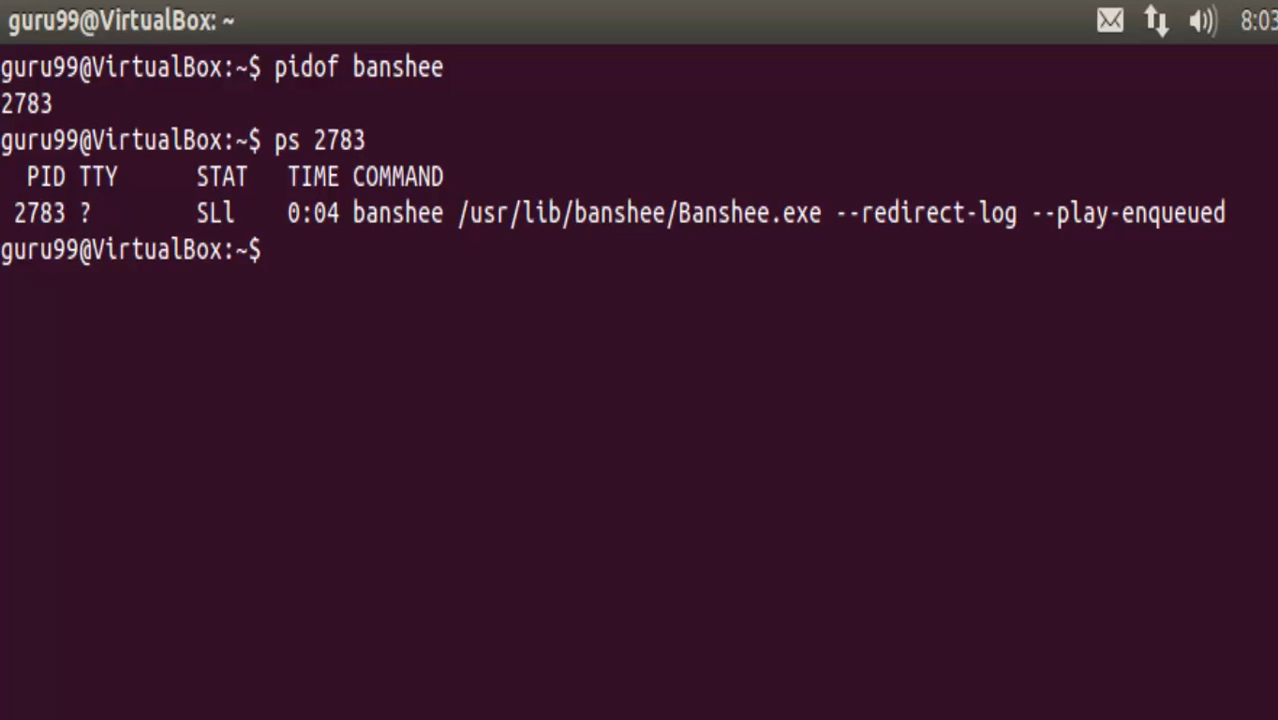 guru99@VirtualBox: ~
8:03
guru99@VirtualBox:~$ pidof banshee
2783
guru99@VirtualBox:~$ ps 2783
PID TTY STAT TIME COMMAND
2783 ? SLl 0:04 banshee /usr/lib/banshee/Banshee.exe --redirect-log --play-enqueued
guru99@VirtualBox:~$